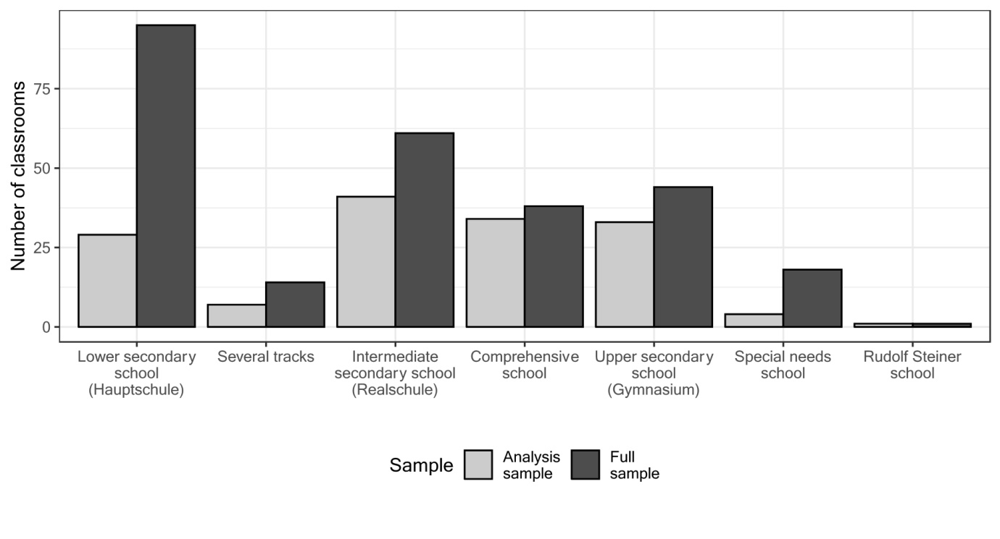 Number of classrooms
75
50
25
0
Lower secondary
school
(Hauptschule)
Several tracks
Intermediate
secondary school
(Realschule)
Comprehensive
school
Upper secondary
school
(Gymnasium)
Special needs
school
Rudolf Steiner
school
Sample
Analysis
sample
Full
sample